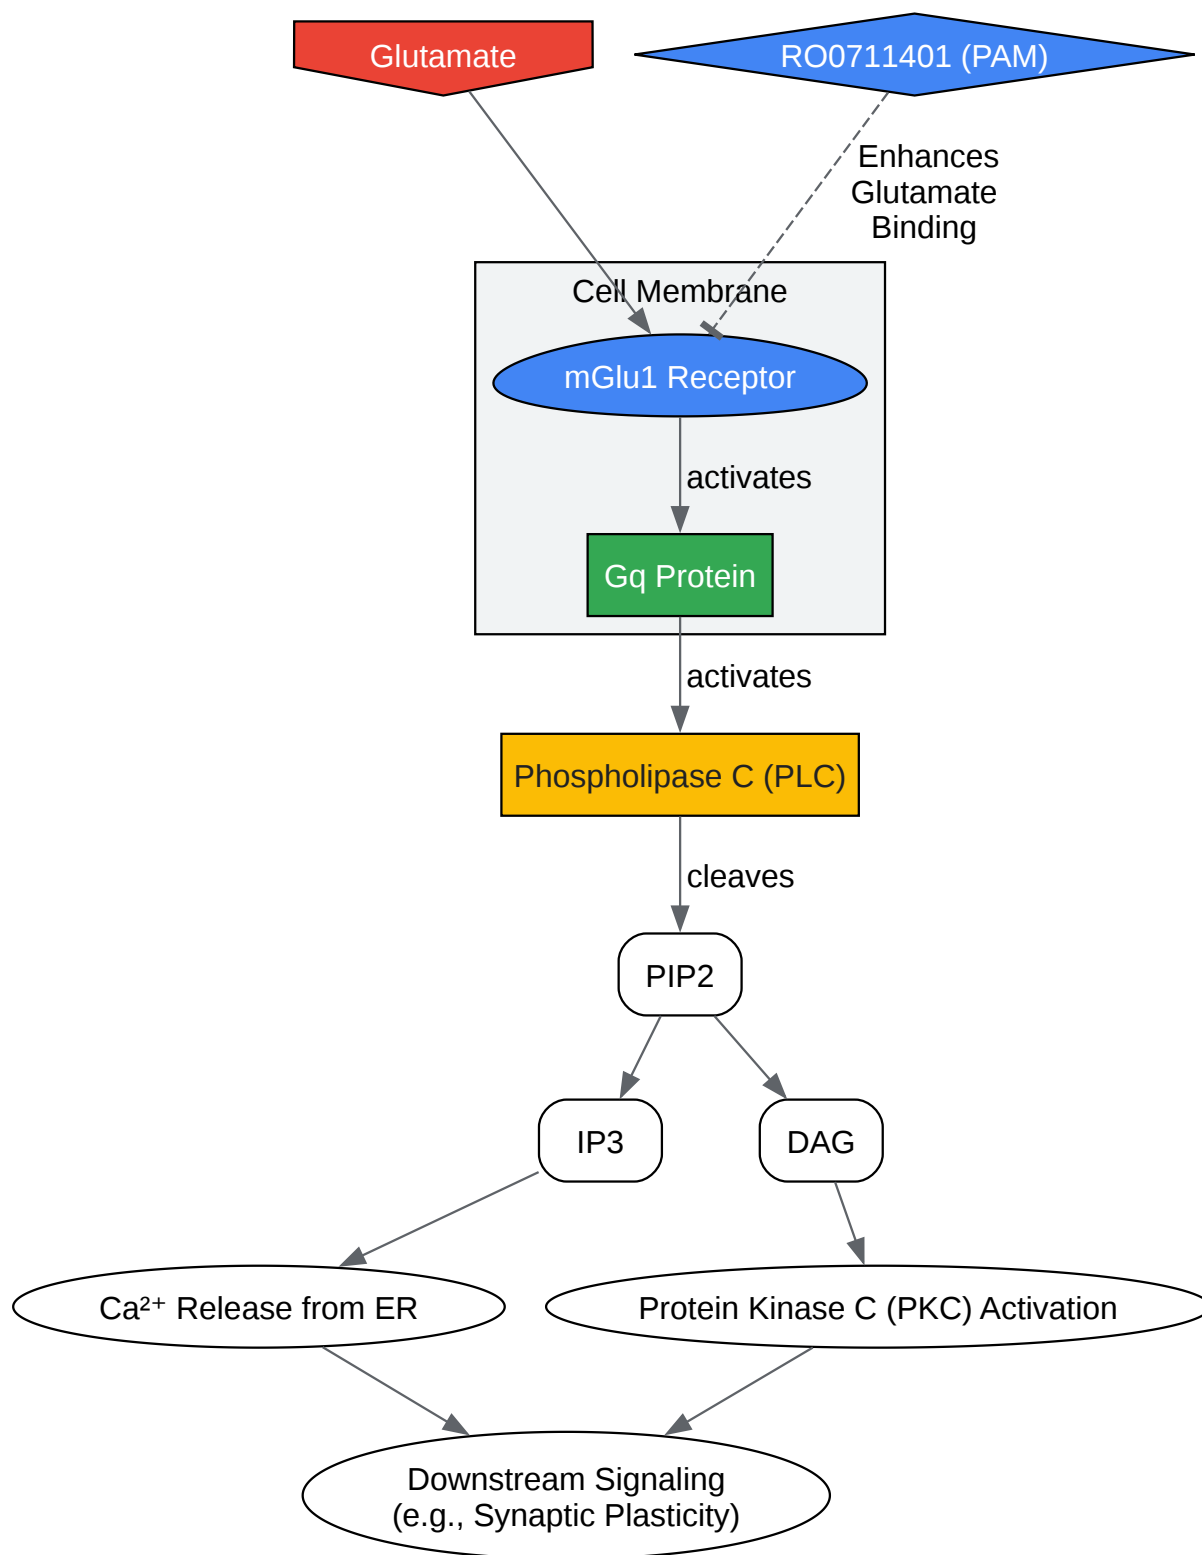 Glutamate
RO0711401 (PAM)
Enhances
Glutamate
Binding
Cell Membrane
mGlu1 Receptor
activates
Gq Protein
activates
Phospholipase C (PLC)
cleaves
PIP2
IP3
DAG
Ca²⁺ Release from ER
Protein Kinase C (PKC) Activation
Downstream Signaling
(e.g., Synaptic Plasticity)